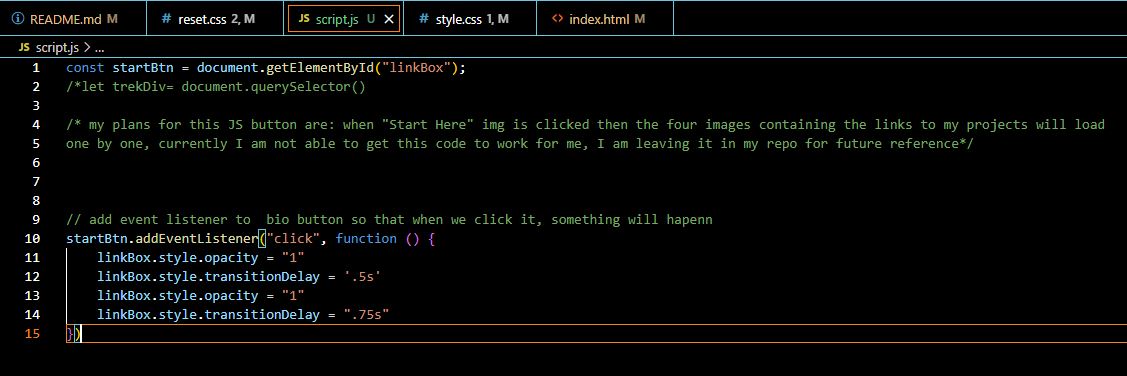 README.md M
reset.css 2, M
JS script.js U ×
style.css 1, M
index.html M
JS script.js > ...
1 const startBtn = document.getElementById("linkBox");
2 /*let trekDiv= document.querySelector()
3
4 /* my plans for this JS button are: when "Start Here" img is clicked then the four images containing the links to my projects will load
5 one by one, currently I am not able to get this code to work for me, I am leaving it in my repo for future reference*/
6
7
8
9 // add event listener to  bio button so that when we click it, something will hapenn
10 startBtn.addEventListener("click", function () {
11     linkBox.style.opacity = "1"
12     linkBox.style.transitionDelay = '.5s'
13     linkBox.style.opacity = "1"
14     linkBox.style.transitionDelay = ".75s"
15 })